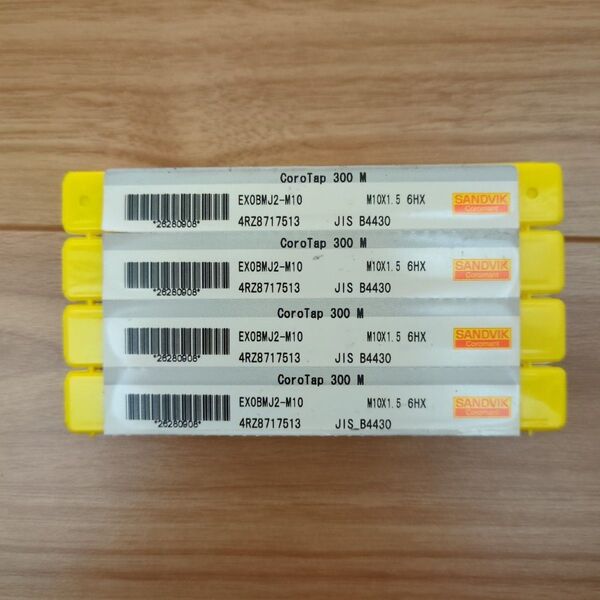 CoroTap 300 M
EX0BMJ2-M10 M10X1.5 6HX SANDVIK
Coromant
*26280908* 4RZ8717513 JIS B4430
CoroTap 300 M
EX0BMJ2-M10 M10X1.5 6HX SANDVIK
Coromant
*26280908* 4RZ8717513 JIS B4430
CoroTap 300 M
EX0BMJ2-M10 M10X1.5 6HX SANDVIK
Coromant
*26280908* 4RZ8717513 JIS B4430
CoroTap 300 M
EX0BMJ2-M10 M10X1.5 6HX SANDVIK
Coromant
*26280908* 4RZ8717513 JIS B4430